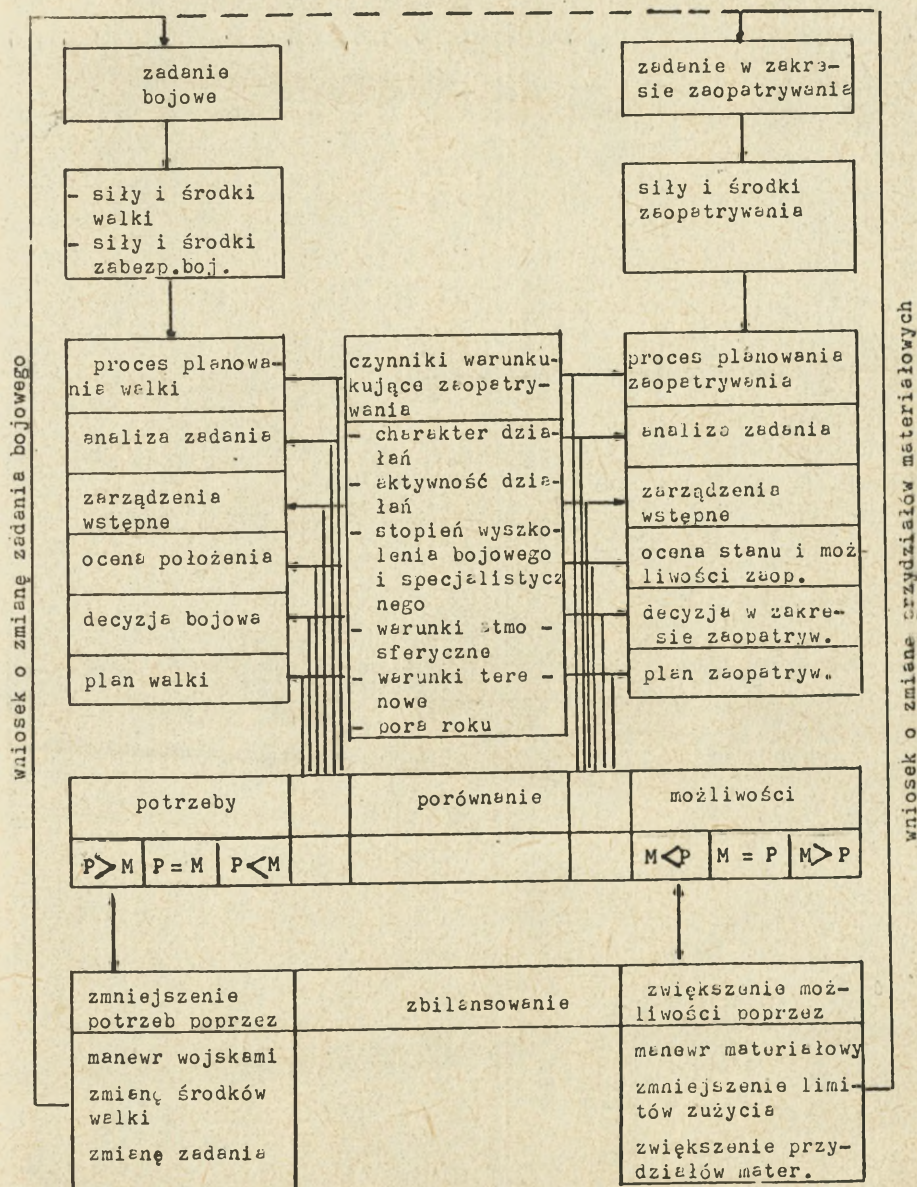 zadanie
bojowe
zadanie w zakre-
sie zaopatrywania
- siły i środki
walki
- siły i środki
zabezp.boj.
siły i środki
zaopatrywania
proces planowa-
nia walki
analiza zadania
zarządzenia
wstępne
ocena położenia
decyzja bojowa
plan walki
czynniki warunku-
kujące zaopatry-
wania
- charakter dzia-
łań
- aktywność dzia-
łań
- stopień wyszko-
lenia bojowego
i specjalistycz
nego
- warunki atmo -
sferyczne
- warunki tere -
nowe
- pora roku
proces planowania
zaopatrywania
analiza zadania
zarządzenia
wstępne
ocena stanu i moż
liwości zaop.
decyzja w zakre-
sie zaopatryw.
plan zaopatryw.
wniosek o zmianę zadania bojowego
wniosek o zmianę przydziałów materiałowych
potrzeby
porównanie
możliwości
P>M P=M P<M
M<P M = P M>P
zmniejszenie
potrzeb poprzez
manewr wojskami
zmianę środków
walki
zmianę zadania
zbilansowanie
zwiększenie moż-
liwości poprzez
manewr materiałowy
zmniejszenie limi-
tów zużycia
zwiększenie przy-
działów mater.